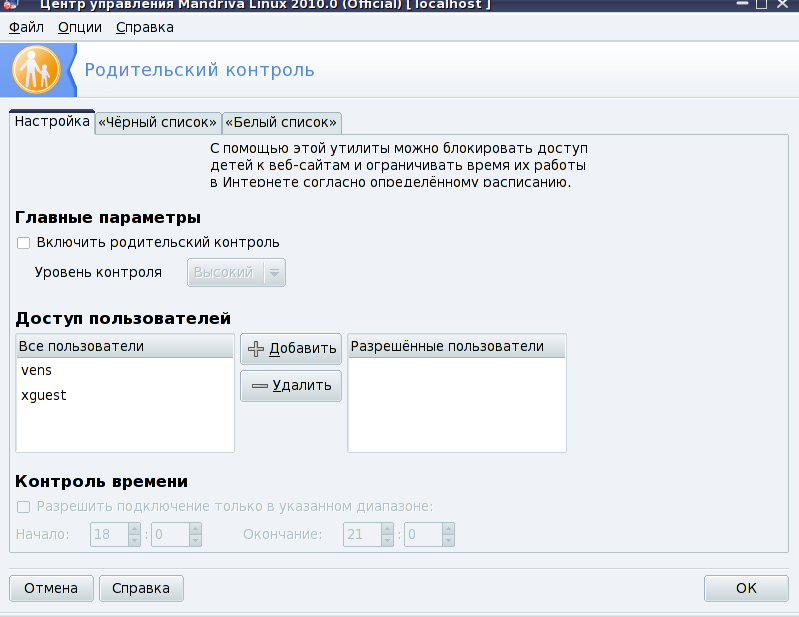 Центр управления Mandriva Linux 2010.0 (Official) [ localhost ]
Файл Опции Справка
Родительский контроль
Настройка «Чёрный список» «Белый список»
С помощью этой утилиты можно блокировать доступ
детей к веб-сайтам и ограничивать время их работы
в Интернете согласно определённому расписанию.
Главные параметры
Включить родительский контроль
Уровень контроля Высокий
Доступ пользователей
Все пользователи Добавить Разрешённые пользователи
vens
Удалить
xguest
Контроль времени
Разрешить подключение только в указанном диапазоне:
Начало: 18 : 0 Окончание: 21 : 0
Отмена Справка OK